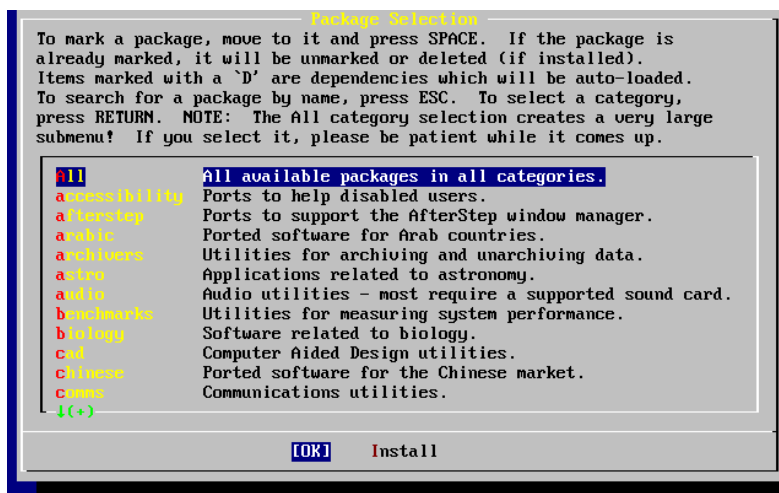 Package Selection
To mark a package, move to it and press SPACE.  If the package is
already marked, it will be unmarked or deleted (if installed).
Items marked with a `D' are dependencies which will be auto-loaded.
To search for a package by name, press ESC.  To select a category,
press RETURN.  NOTE:  The All category selection creates a very large
submenu!  If you select it, please be patient while it comes up.
All All available packages in all categories.
accessibility Ports to help disabled users.
afterstep Ports to support the AfterStep window manager.
arabic Ported software for Arab countries.
archivers Utilities for archiving and unarchiving data.
astro Applications related to astronomy.
audio Audio utilities - most require a supported sound card.
benchmarks Utilities for measuring system performance.
biology Software related to biology.
cad Computer Aided Design utilities.
chinese Ported software for the Chinese market.
comms Communications utilities.
↓(+)
[OK] Install